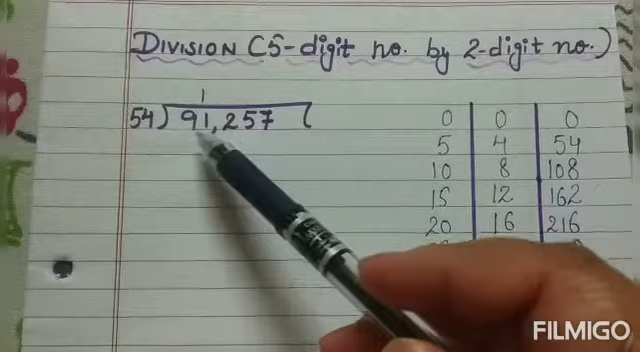 DIVISION (5-digit no. by 2-digit no.)
1
54) 91,257 (
0 0 0
5 4 54
10 8 108
15 12 162
20 16 216
FILMIGO